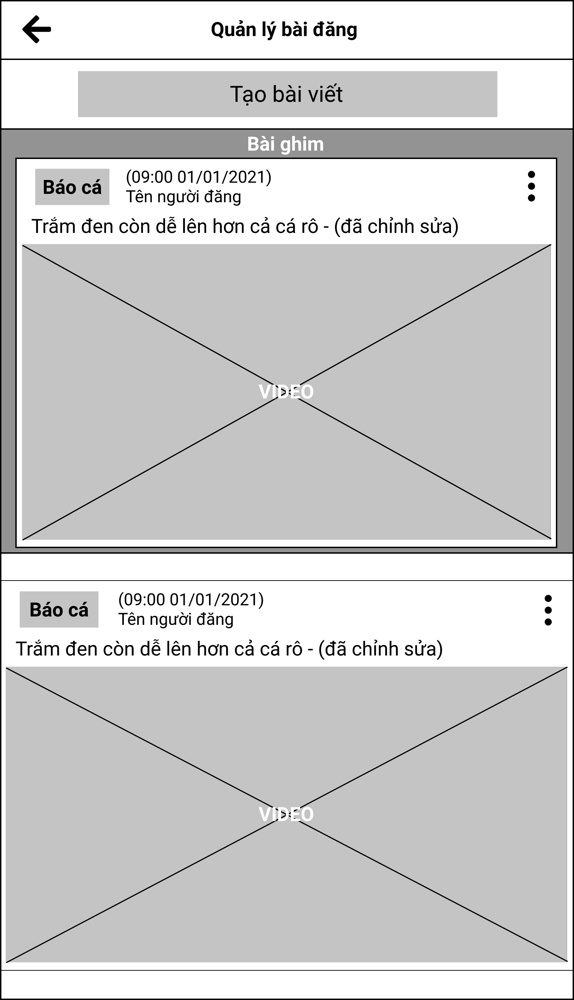 Quản lý bài đăng
Tạo bài viết
Bài ghim
Báo cá
(09:00 01/01/2021)
Tên người đăng
Trắm đen còn dễ lên hơn cả cá rô - (đã chỉnh sửa)
VIDEO
Báo cá
(09:00 01/01/2021)
Tên người đăng
Trắm đen còn dễ lên hơn cả cá rô - (đã chỉnh sửa)
VIDEO